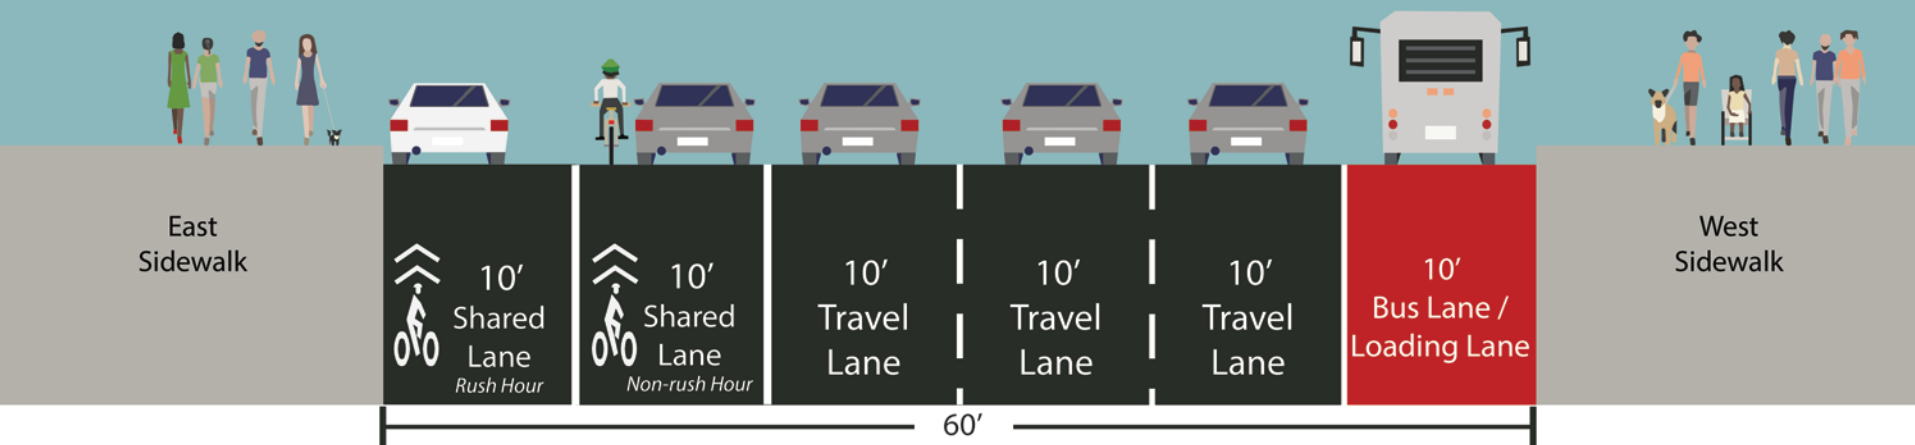 East
Sidewalk
10’
Shared
Lane
Rush Hour
10’
Shared
Lane
Non-rush Hour
10’
Travel
Lane
10’
Travel
Lane
10’
Travel
Lane
10’
Bus Lane /
Loading Lane
West
Sidewalk
60’